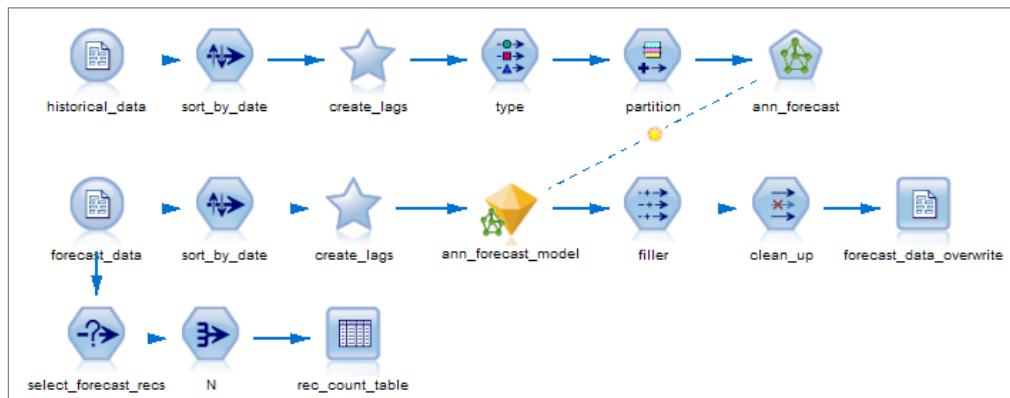 historical_data sort_by_date create_lags type partition ann_forecast
forecast_data sort_by_date create_lags ann_forecast_model filler clean_up forecast_data_overwrite
select_forecast_recs N rec_count_table